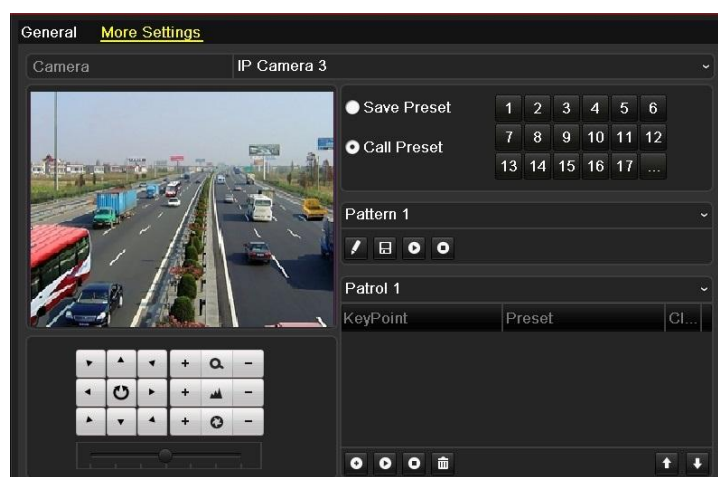 General More Settings
Camera IP Camera 3
Save Preset
Call Preset
1 2 3 4 5 6
7 8 9 10 11 12
13 14 15 16 17 ...
Pattern 1
Patrol 1
KeyPoint Preset Cl...